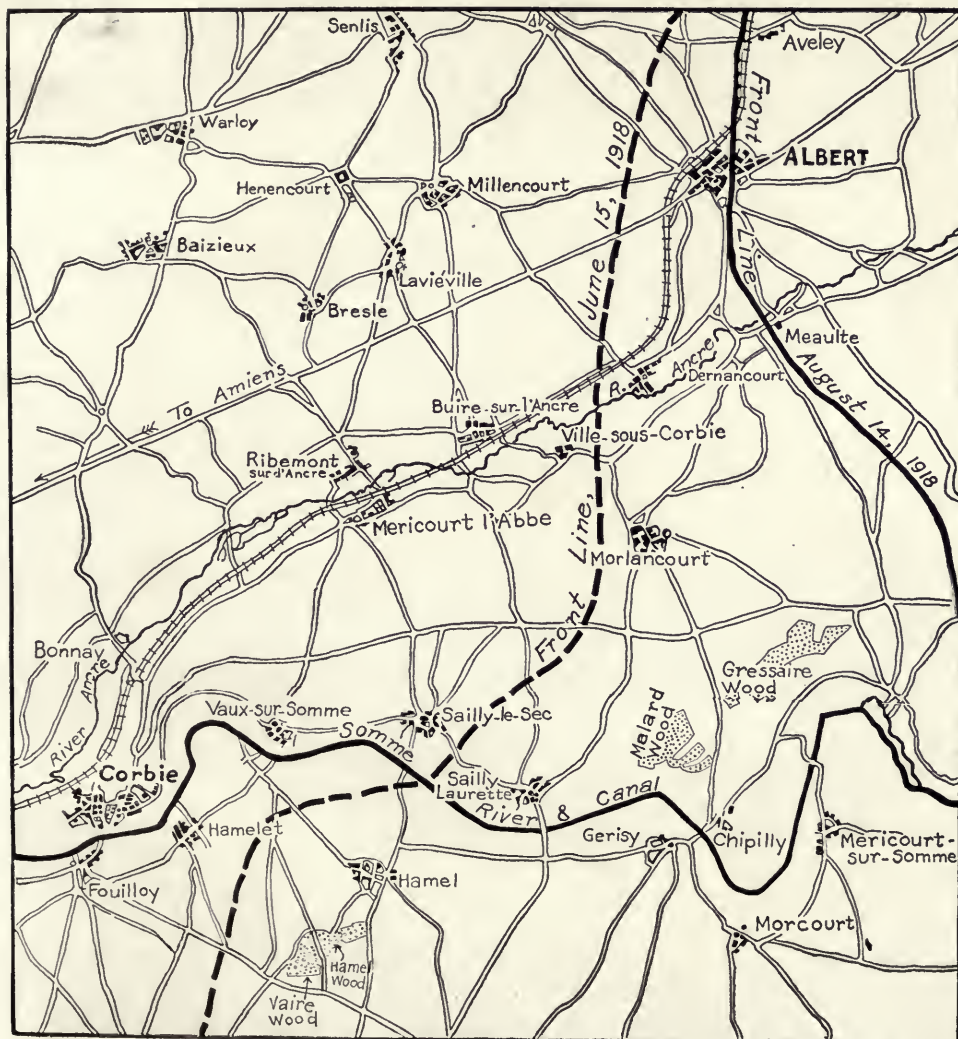 Senlis
Aveley
Warloy
ALBERT
Henencourt
Millencourt
Baizieux
Laviéville
Bresle
Front Line, June 15, 1918
Front Line August 14, 1918
Meaulte
To Amiens
R. Ancre
Dernancourt
Buire-sur-l'Ancre
Ville-sous-Corbie
Ribemont
sur d'Ancre
Mericourt l'Abbe
Morlancourt
Bonnay
River Ancre
Gressaire
Wood
Malard
Wood
Vaux-sur-Somme
Sailly-le-Sec
Somme River & Canal
Sailly
Laurette
Corbie
Hamelet
Gerisy
Chipilly
Mericourt-
sur-Somme
Fouilloy
Hamel
Morcourt
Hamel
Wood
Vaire
Wood